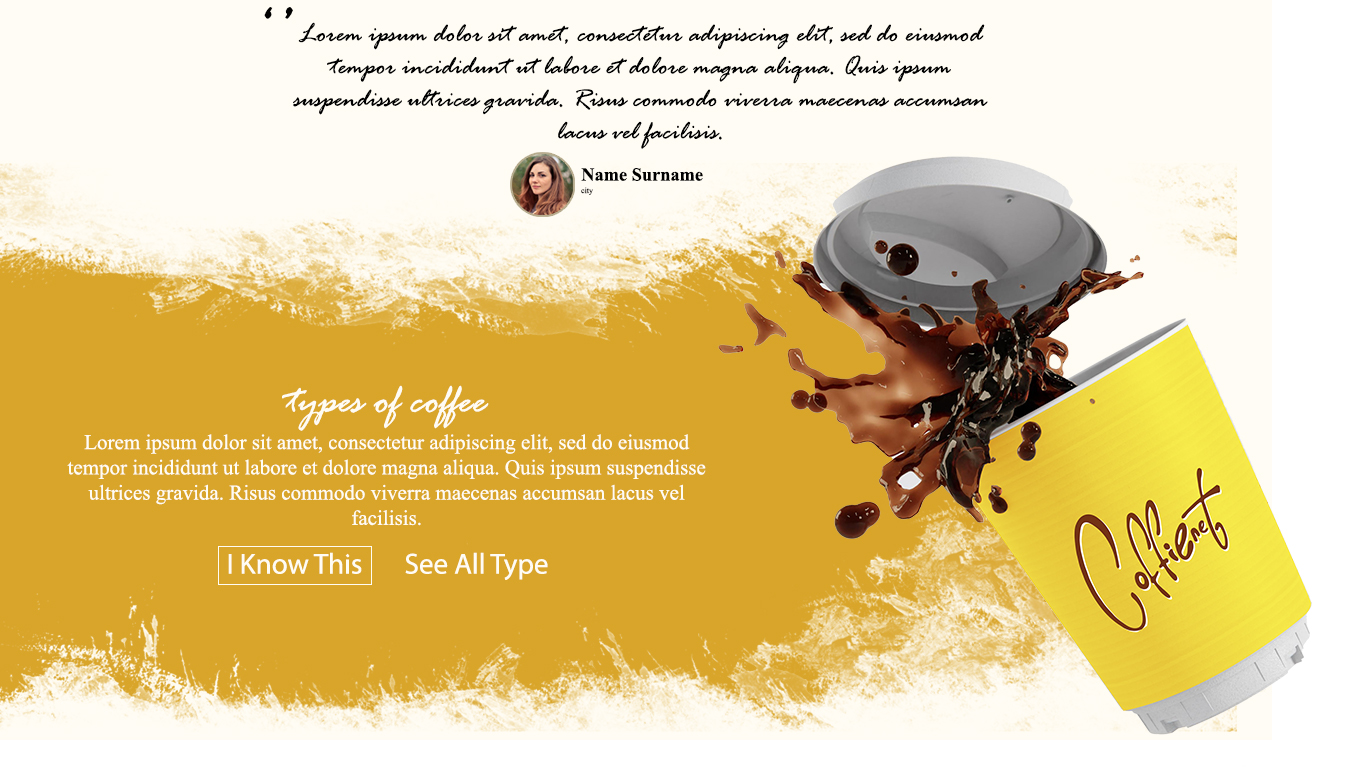 ‘ ’
Lorem ipsum dolor sit amet, consectetur adipiscing elit, sed do eiusmod
tempor incididunt ut labore et dolore magna aliqua. Quis ipsum
suspendisse ultrices gravida. Risus commodo viverra maecenas accumsan
lacus vel facilisis.
Name Surname
city
types of coffee
Lorem ipsum dolor sit amet, consectetur adipiscing elit, sed do eiusmod
tempor incididunt ut labore et dolore magna aliqua. Quis ipsum suspendisse
ultrices gravida. Risus commodo viverra maecenas accumsan lacus vel
facilisis.
I Know This
See All Type
Coffienet